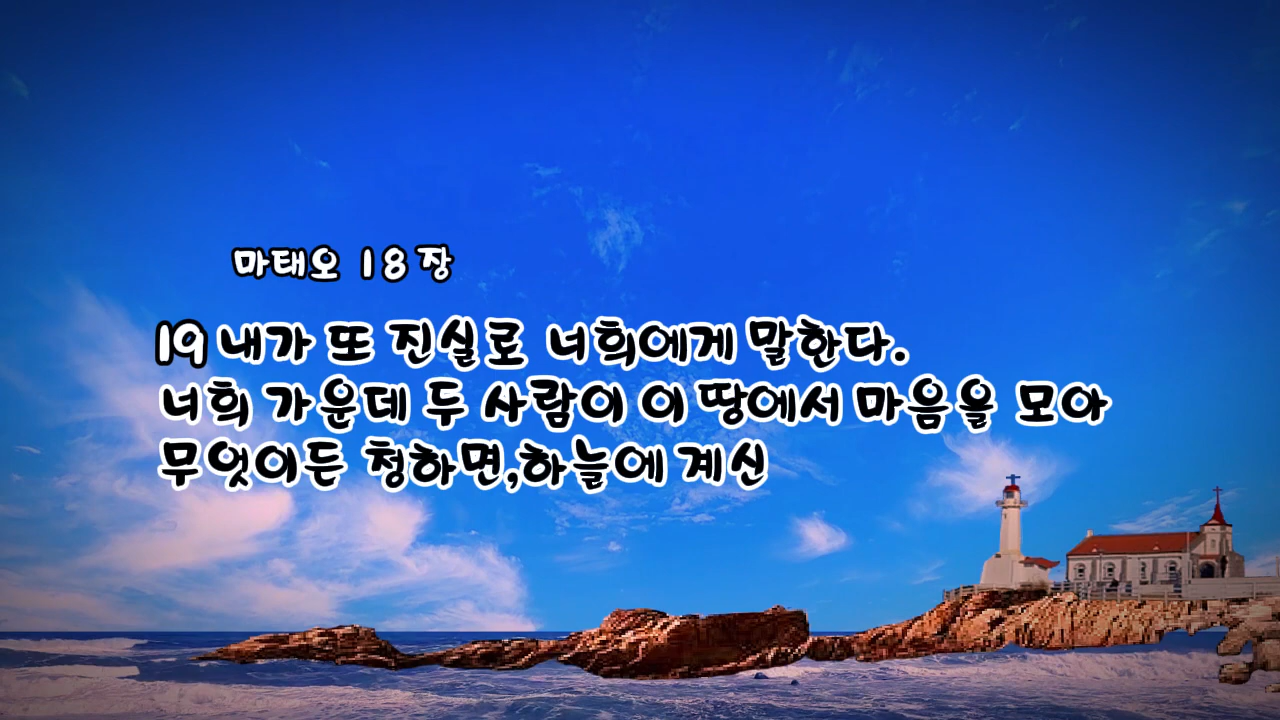 마태오 18장
19 내가 또 진실로 너희에게 말한다.
너희 가운데 두 사람이 이 땅에서 마음을 모아
무엇이든 청하면,하늘에 계신